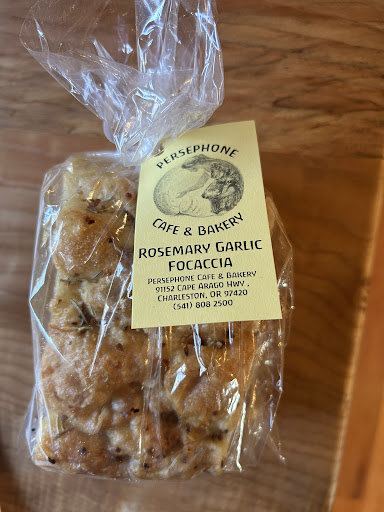 PERSEPHONE
CAFE & BAKERY
ROSEMARY GARLIC
FOCACCIA
PERSEPHONE CAFE & BAKERY
91152 CAPE ARAGO HWY .
CHARLESTON, OR 97420
(541) 808 2500